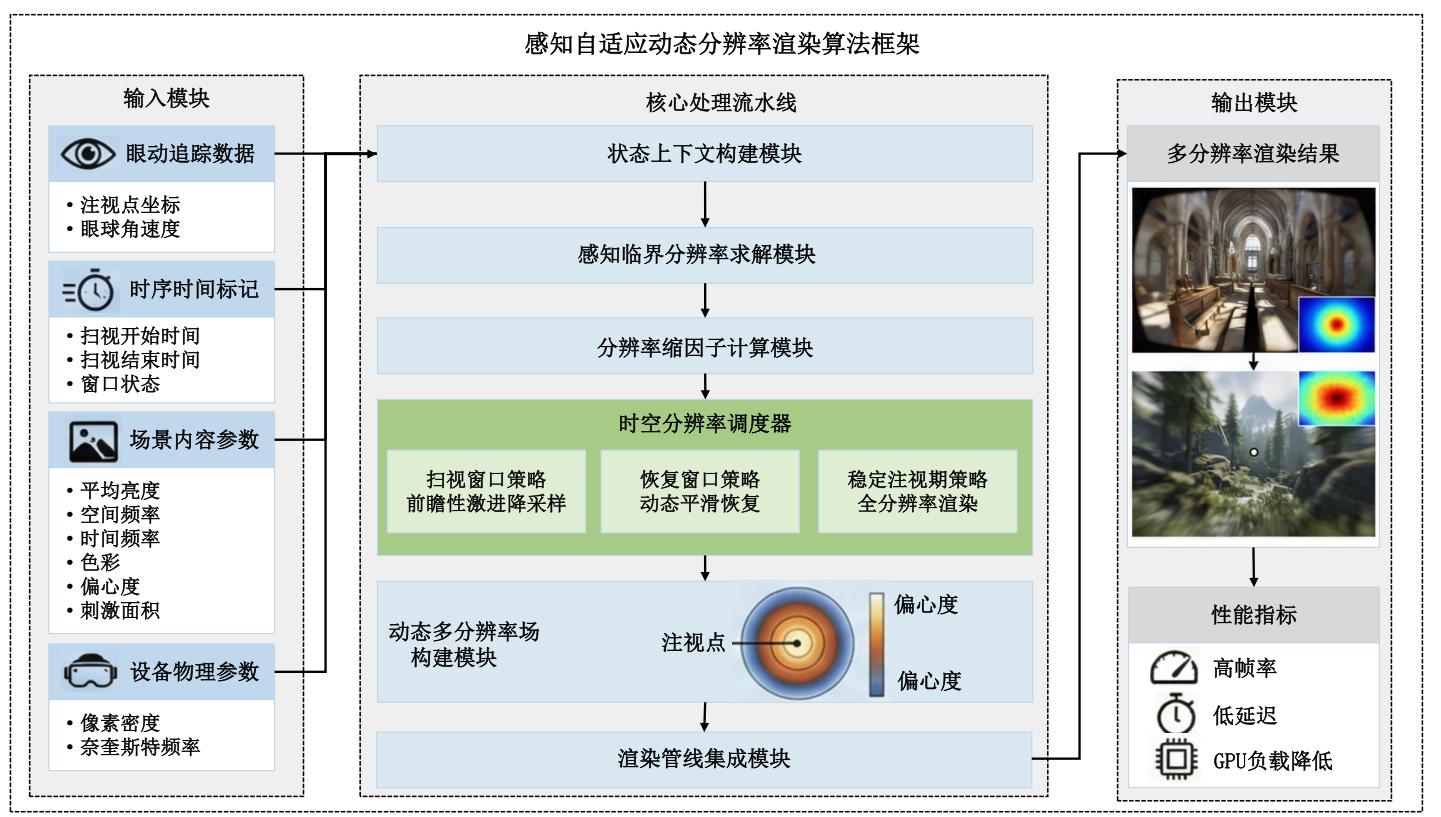 感知自适应动态分辨率渲染算法框架
输入模块
眼动追踪数据
• 注视点坐标
• 眼球角速度
时序时间标记
• 扫视开始时间
• 扫视结束时间
• 窗口状态
场景内容参数
• 平均亮度
• 空间频率
• 时间频率
• 色彩
• 偏心度
• 刺激面积
设备物理参数
• 像素密度
• 奈奎斯特频率
核心处理流水线
状态上下文构建模块
感知临界分辨率求解模块
分辨率缩因子计算模块
时空分辨率调度器
扫视窗口策略
前瞻性激进降采样
恢复窗口策略
动态平滑恢复
稳定注视期策略
全分辨率渲染
动态多分辨率场
构建模块
注视点
偏心度
偏心度
渲染管线集成模块
输出模块
多分辨率渲染结果
性能指标
高帧率
低延迟
GPU负载降低